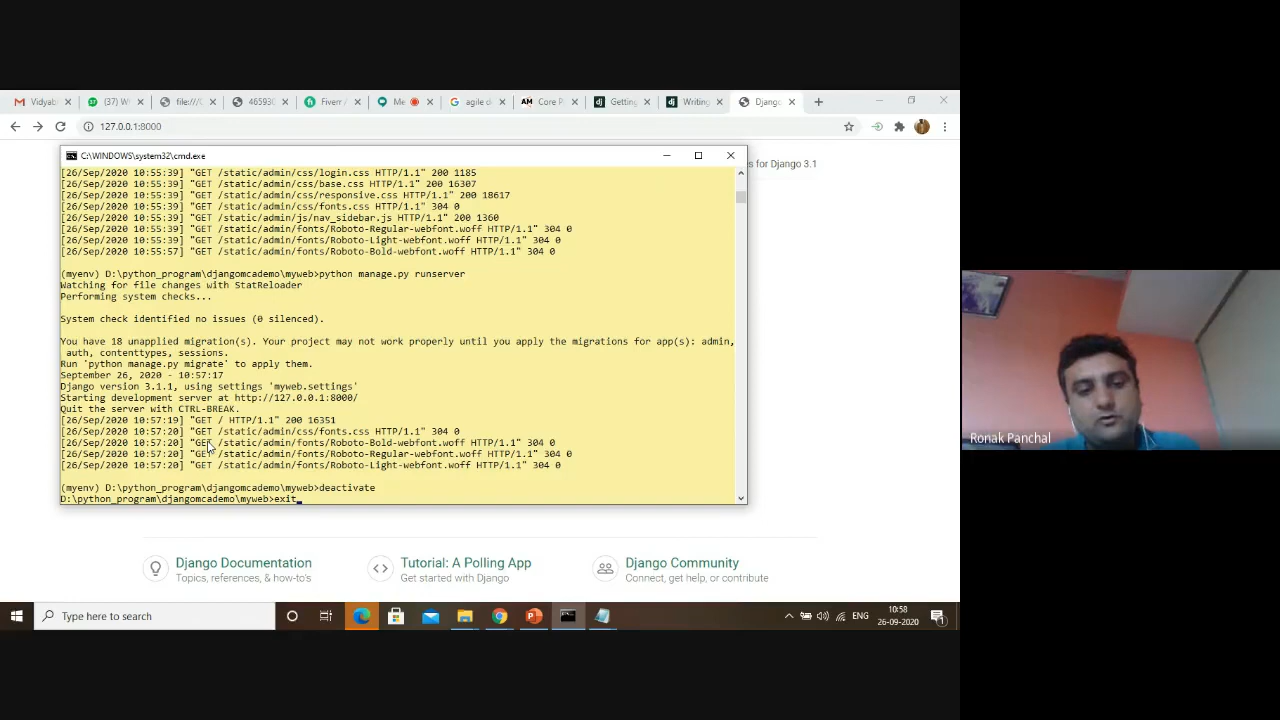 Vidyal
(37) W
file:///
465930
Fiverr
Me
agile d
AM
Core P
dj
Getting
dj
Writing
Django
127.0.0.1:8000
C:\WINDOWS\system32\cmd.exe
es for Django 3.1
[26/Sep/2020 10:55:39] "GET /static/admin/css/login.css HTTP/1.1" 200 1185
[26/Sep/2020 10:55:39] "GET /static/admin/css/base.css HTTP/1.1" 200 16307
[26/Sep/2020 10:55:39] "GET /static/admin/css/responsive.css HTTP/1.1" 200 18617
[26/Sep/2020 10:55:39] "GET /static/admin/css/fonts.css HTTP/1.1" 304 0
[26/Sep/2020 10:55:39] "GET /static/admin/js/nav_sidebar.js HTTP/1.1" 200 1360
[26/Sep/2020 10:55:39] "GET /static/admin/fonts/Roboto-Regular-webfont.woff HTTP/1.1" 304 0
[26/Sep/2020 10:55:39] "GET /static/admin/fonts/Roboto-Light-webfont.woff HTTP/1.1" 304 0
[26/Sep/2020 10:55:57] "GET /static/admin/fonts/Roboto-Bold-webfont.woff HTTP/1.1" 304 0
(myenv) D:\python_program\djangomcademo\myweb>python manage.py runserver
Watching for file changes with StatReloader
Performing system checks...
System check identified no issues (0 silenced).
You have 18 unapplied migration(s). Your project may not work properly until you apply the migrations for app(s): admin,
auth, contenttypes, sessions.
Run 'python manage.py migrate' to apply them.
September 26, 2020 - 10:57:17
Django version 3.1.1, using settings 'myweb.settings'
Starting development server at http://127.0.0.1:8000/
Quit the server with CTRL-BREAK.
[26/Sep/2020 10:57:19] "GET / HTTP/1.1" 200 16351
[26/Sep/2020 10:57:20] "GET /static/admin/css/fonts.css HTTP/1.1" 304 0
[26/Sep/2020 10:57:20] "GET /static/admin/fonts/Roboto-Bold-webfont.woff HTTP/1.1" 304 0
[26/Sep/2020 10:57:20] "GET /static/admin/fonts/Roboto-Regular-webfont.woff HTTP/1.1" 304 0
[26/Sep/2020 10:57:20] "GET /static/admin/fonts/Roboto-Light-webfont.woff HTTP/1.1" 304 0
(myenv) D:\python_program\djangomcademo\myweb>deactivate
D:\python_program\djangomcademo\myweb>exit
Ronak Panchal
Django Documentation
Topics, references, & how-to's
Tutorial: A Polling App
Get started with Django
Django Community
Connect, get help, or contribute
Type here to search
ENG
10:58
26-09-2020
1